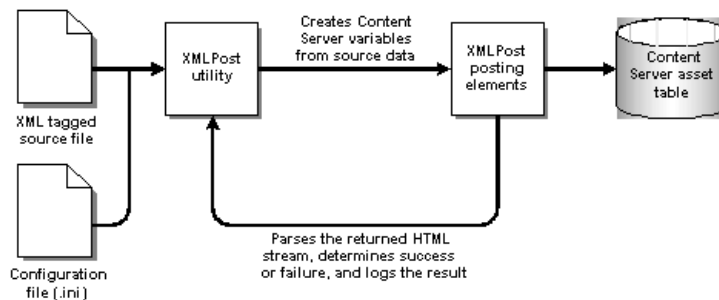 XML tagged
source file
Configuration
file (.ini)
XMLPost
utility
Creates Content
Server variables
from source data
XMLPost
posting
elements
Content
Server asset
table
Parses the returned HTML
stream, determines success
or failure, and logs the result